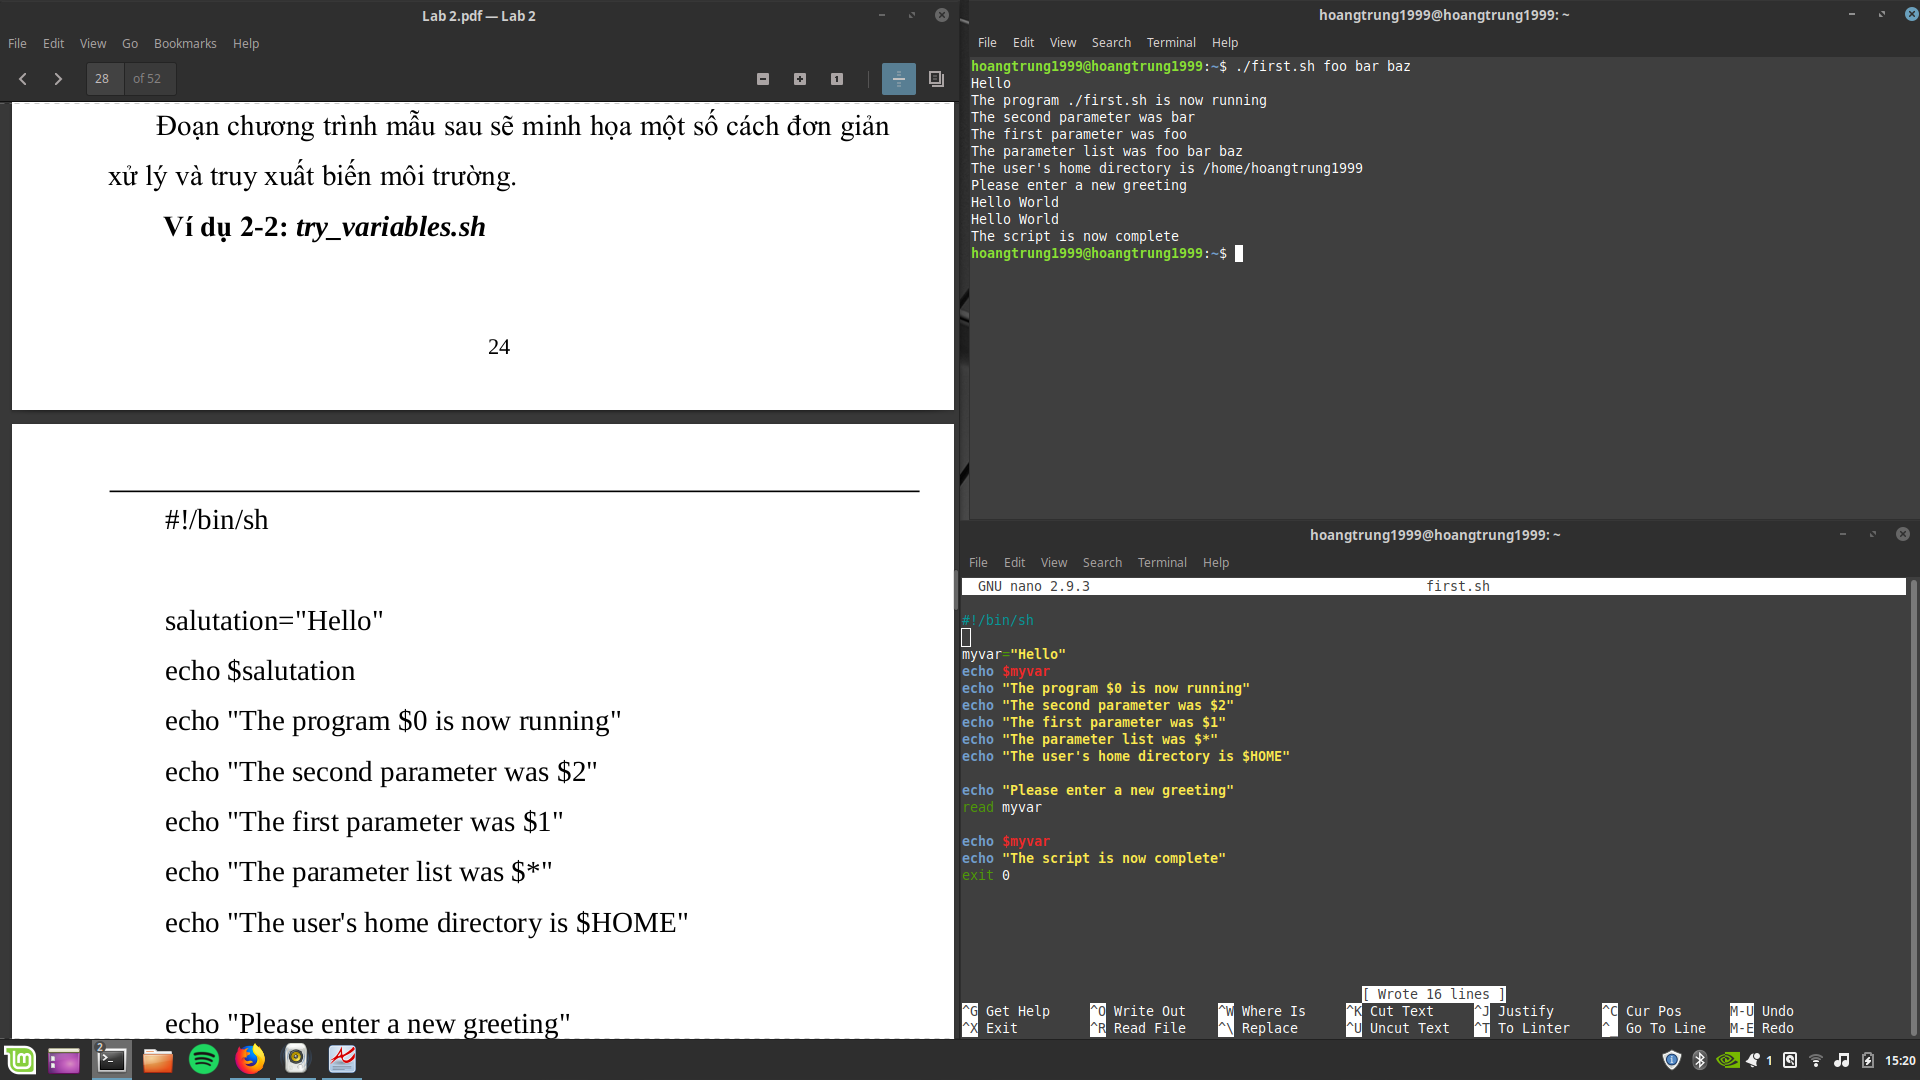 Lab 2.pdf — Lab 2
File Edit View Go Bookmarks Help
28 of 52
Đoạn chương trình mẫu sau sẽ minh họa một số cách đơn giản
xử lý và truy xuất biến môi trường.
Ví dụ 2-2: try_variables.sh
24
#!/bin/sh
salutation="Hello"
echo $salutation
echo "The program $0 is now running"
echo "The second parameter was $2"
echo "The first parameter was $1"
echo "The parameter list was $*"
echo "The user's home directory is $HOME"
echo "Please enter a new greeting"
hoangtrung1999@hoangtrung1999: ~
File Edit View Search Terminal Help
hoangtrung1999@hoangtrung1999:~$ ./first.sh foo bar baz
Hello
The program ./first.sh is now running
The second parameter was bar
The first parameter was foo
The parameter list was foo bar baz
The user's home directory is /home/hoangtrung1999
Please enter a new greeting
Hello World
Hello World
The script is now complete
hoangtrung1999@hoangtrung1999:~$
hoangtrung1999@hoangtrung1999: ~
File Edit View Search Terminal Help
GNU nano 2.9.3 first.sh
#!/bin/sh
myvar="Hello"
echo $myvar
echo "The program $0 is now running"
echo "The second parameter was $2"
echo "The first parameter was $1"
echo "The parameter list was $*"
echo "The user's home directory is $HOME"
echo "Please enter a new greeting"
read myvar
echo $myvar
echo "The script is now complete"
exit 0
[ Wrote 16 lines ]
^G Get Help ^O Write Out ^W Where Is ^K Cut Text ^J Justify ^C Cur Pos M-U Undo
^X Exit ^R Read File ^\ Replace ^U Uncut Text ^T To Linter ^_ Go To Line M-E Redo
2
1
15:20